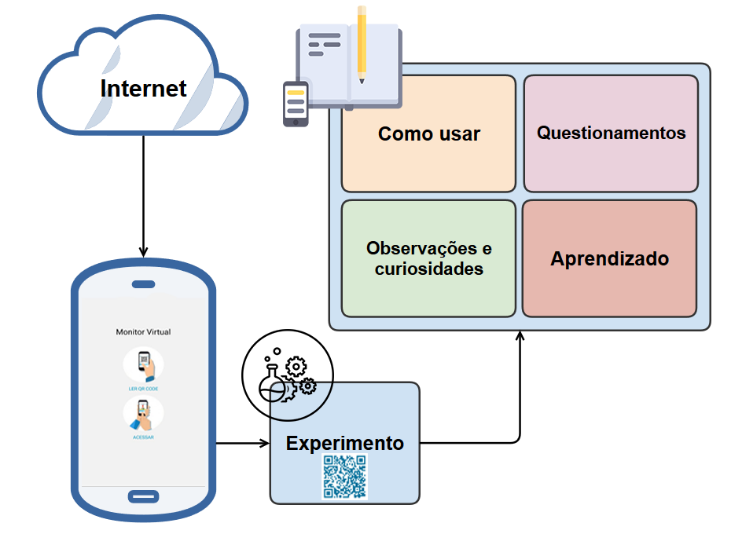 Internet
Como usar
Questionamentos
Observações e
curiosidades
Aprendizado
Monitor Virtual
LER QR CODE
ACESSAR
Experimento